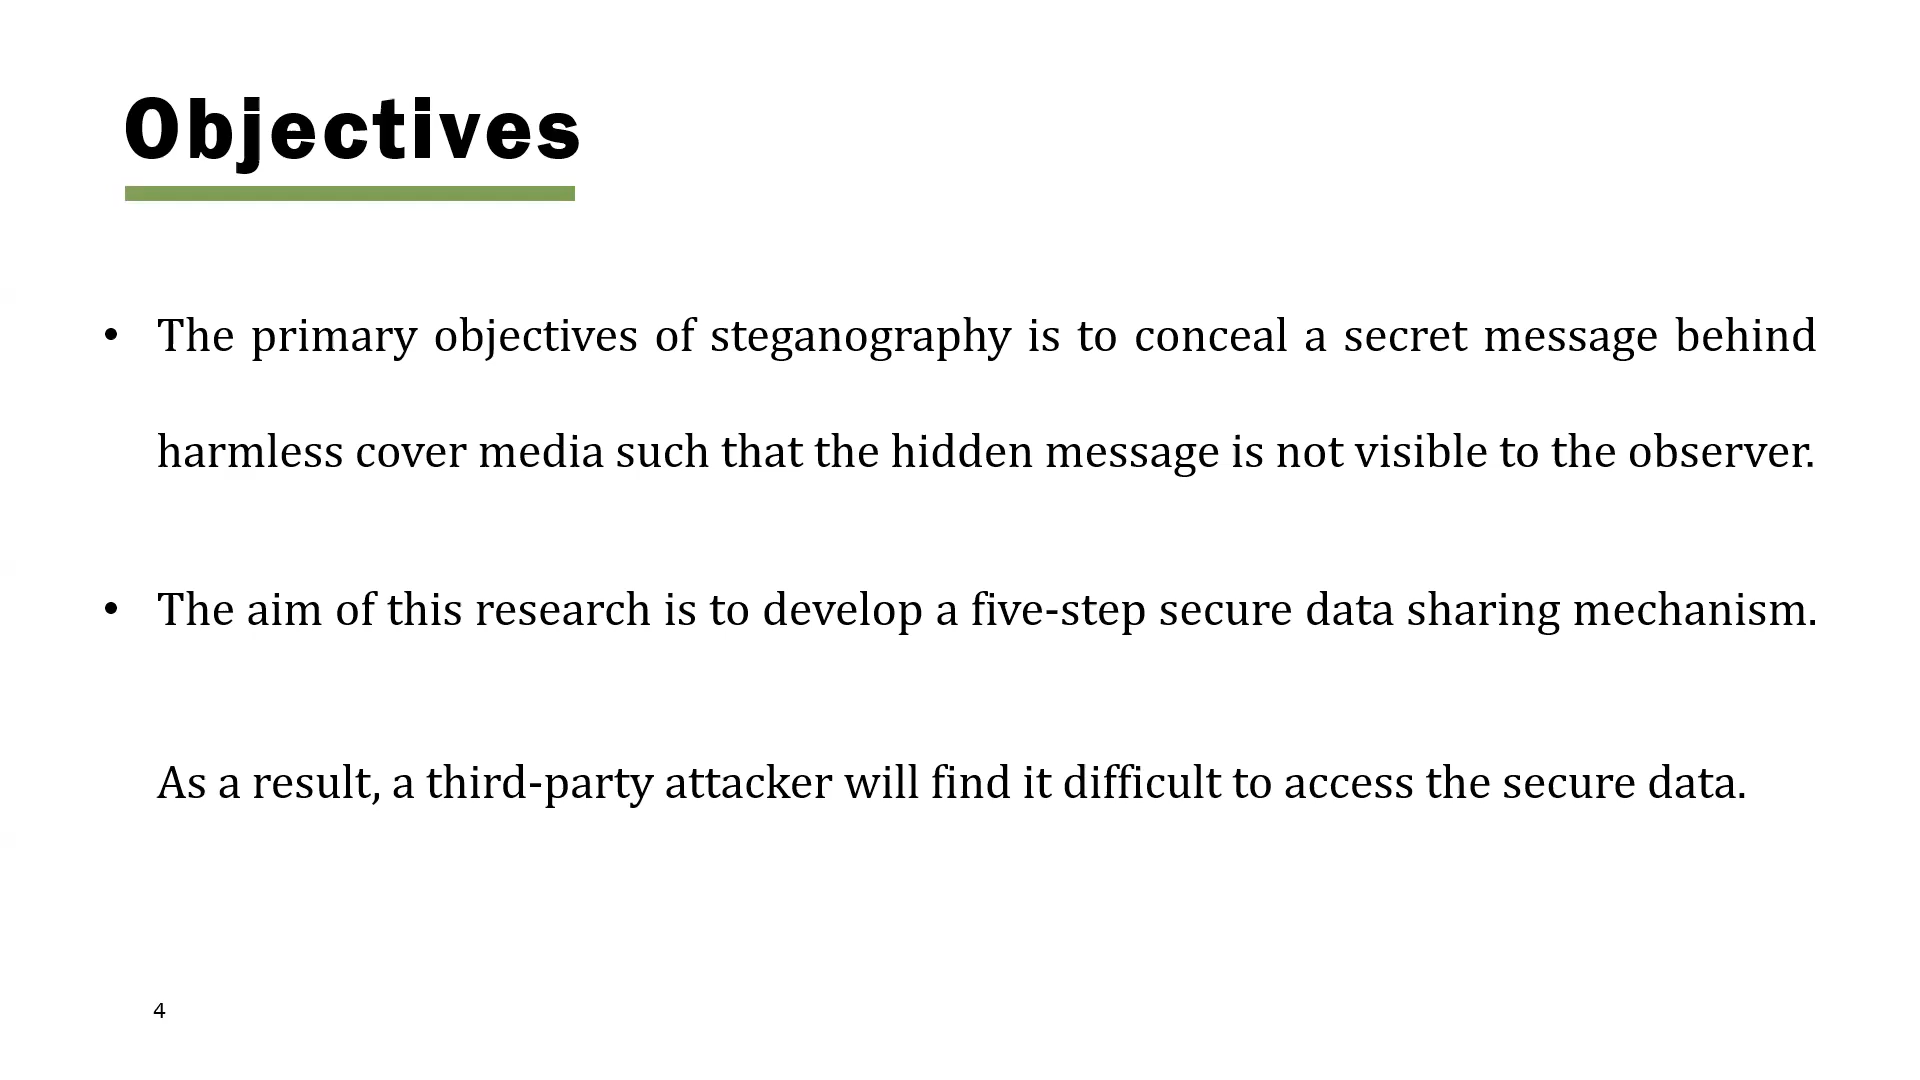 Objectives
• The primary objectives of steganography is to conceal a secret message behind
harmless cover media such that the hidden message is not visible to the observer.
• The aim of this research is to develop a five-step secure data sharing mechanism.
As a result, a third-party attacker will find it difficult to access the secure data.
4